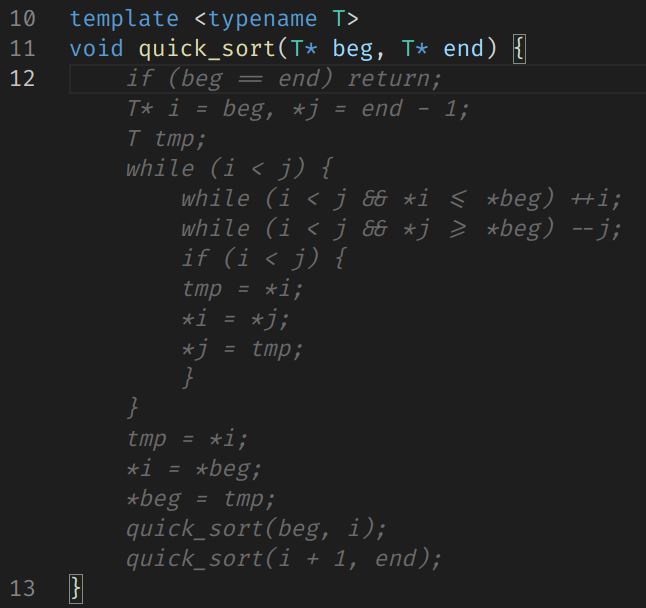 10 template <typename T>
11 void quick_sort(T* beg, T* end) {
12     if (beg == end) return;
    T* i = beg, *j = end - 1;
    T tmp;
    while (i < j) {
        while (i < j && *i <= *beg) ++i;
        while (i < j && *j >= *beg) --j;
        if (i < j) {
        tmp = *i;
        *i = *j;
        *j = tmp;
        }
    }
    tmp = *i;
    *i = *beg;
    *beg = tmp;
    quick_sort(beg, i);
    quick_sort(i + 1, end);
13 }